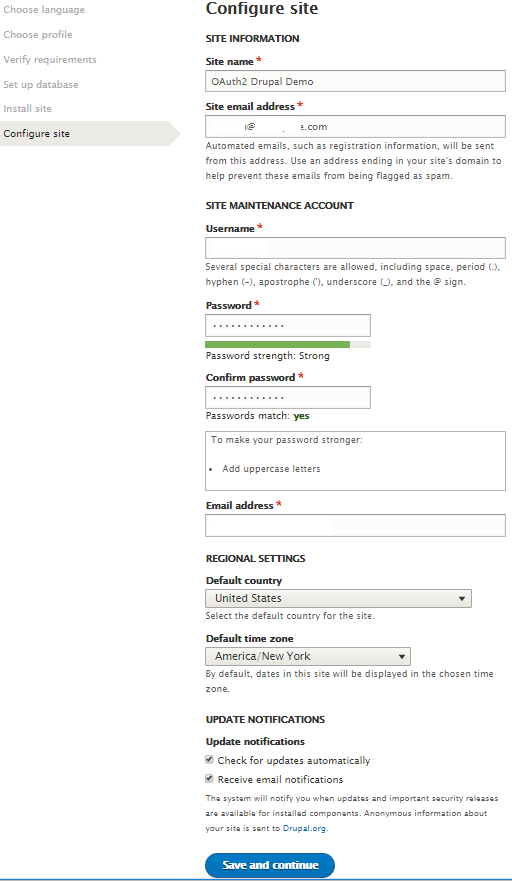 Choose language
Choose profile
Verify requirements
Set up database
Install site
Configure site
Configure site
SITE INFORMATION
Site name *
OAuth2 Drupal Demo
Site email address *
@ .com
Automated emails, such as registration information, will be sent
from this address. Use an address ending in your site's domain to
help prevent these emails from being flagged as spam.
SITE MAINTENANCE ACCOUNT
Username *
Several special characters are allowed, including space, period (.),
hyphen (-), apostrophe ('), underscore (_), and the @ sign.
Password *
••••••••••••
Password strength: Strong
Confirm password *
••••••••••••
Passwords match: yes
To make your password stronger:
• Add uppercase letters
Email address *
REGIONAL SETTINGS
Default country
United States
Select the default country for the site.
Default time zone
America/New York
By default, dates in this site will be displayed in the chosen time
zone.
UPDATE NOTIFICATIONS
Update notifications
Check for updates automatically
Receive email notifications
The system will notify you when updates and important security releases
are available for installed components. Anonymous information about
your site is sent to Drupal.org.
Save and continue